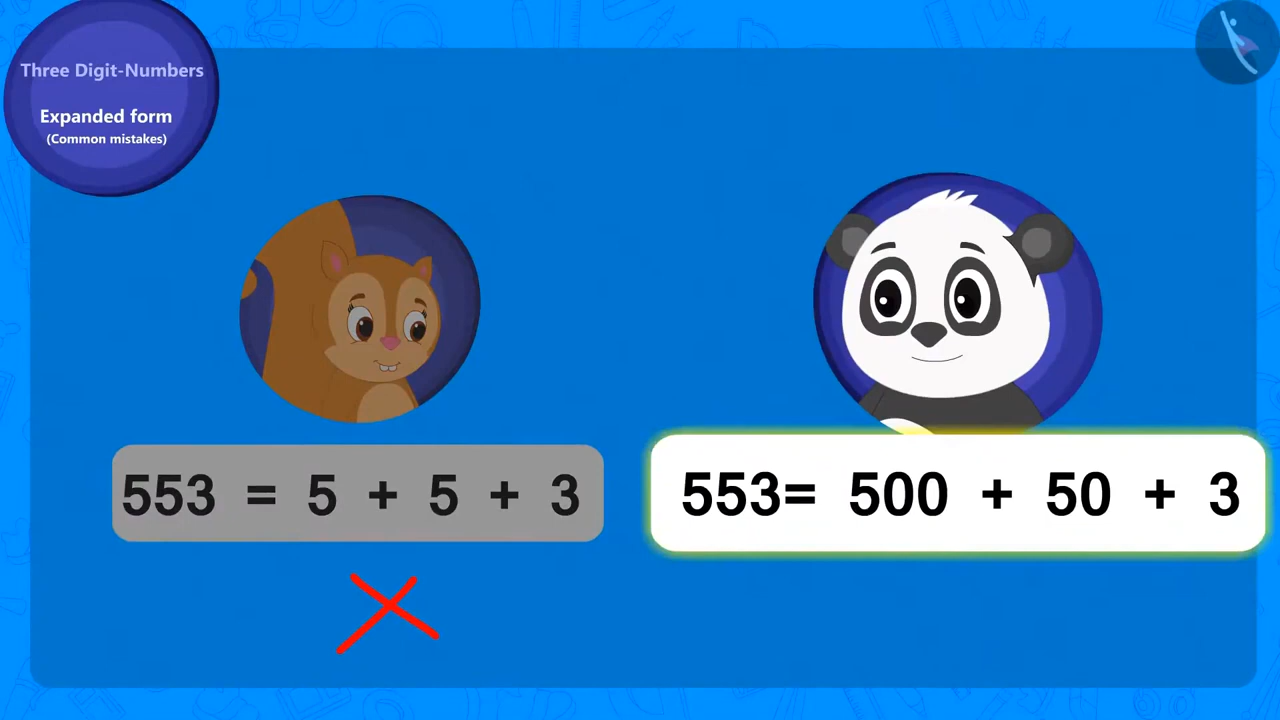 Three Digit-Numbers
Expanded form
(Common mistakes)
553 = 5 + 5 + 3
553= 500 + 50 + 3